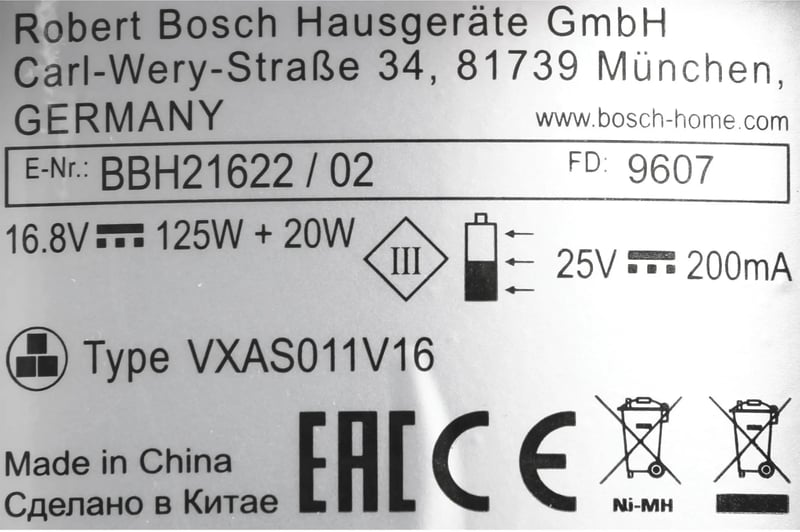 Robert Bosch Hausgeräte GmbH
Carl-Wery-Straße 34, 81739 München,
GERMANY
www.bosch-home.com
E-Nr.: BBH21622 / 02 FD: 9607
16.8V 125W + 20W III 25V 200mA
Type VXAS011V16
Made in China
Сделано в Китае
EAC CE
Ni-MH